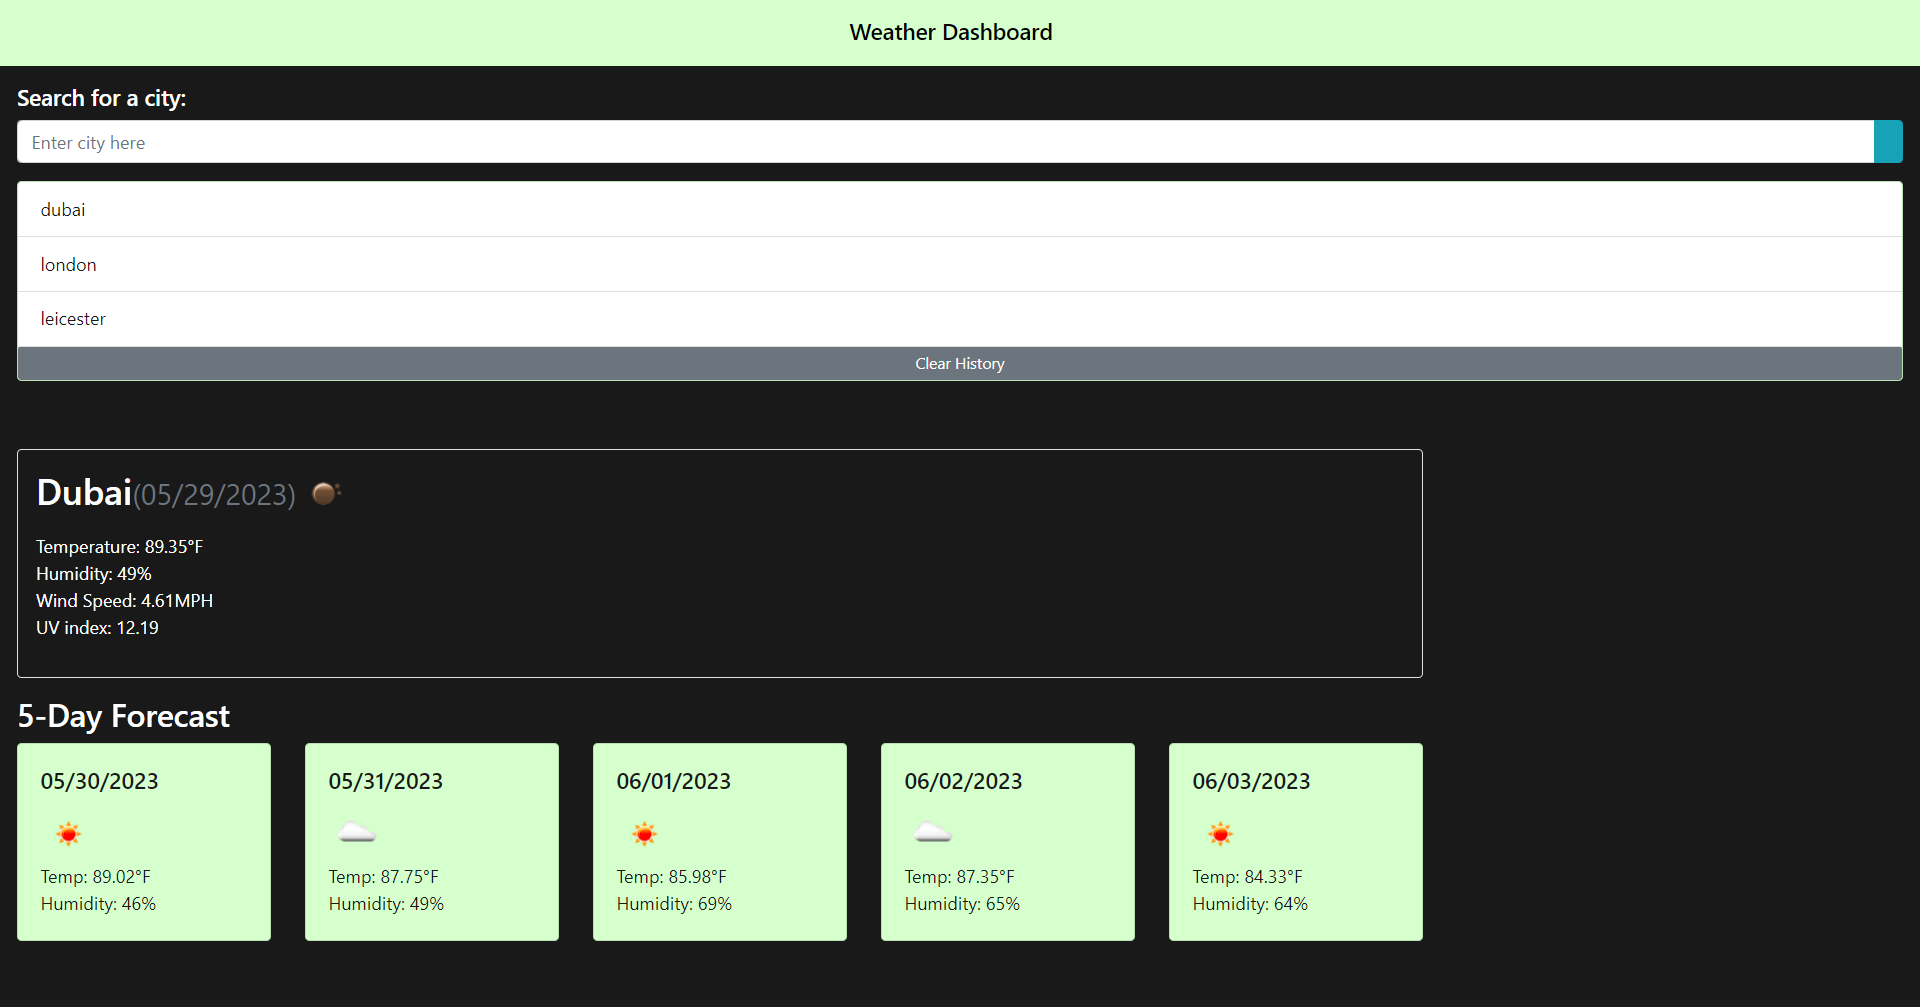 Weather Dashboard
Search for a city:
Enter city here
dubai
london
leicester
Clear History
Dubai(05/29/2023)
Temperature: 89.35°F
Humidity: 49%
Wind Speed: 4.61MPH
UV index: 12.19
5-Day Forecast
05/30/2023
Temp: 89.02°F
Humidity: 46%
05/31/2023
Temp: 87.75°F
Humidity: 49%
06/01/2023
Temp: 85.98°F
Humidity: 69%
06/02/2023
Temp: 87.35°F
Humidity: 65%
06/03/2023
Temp: 84.33°F
Humidity: 64%